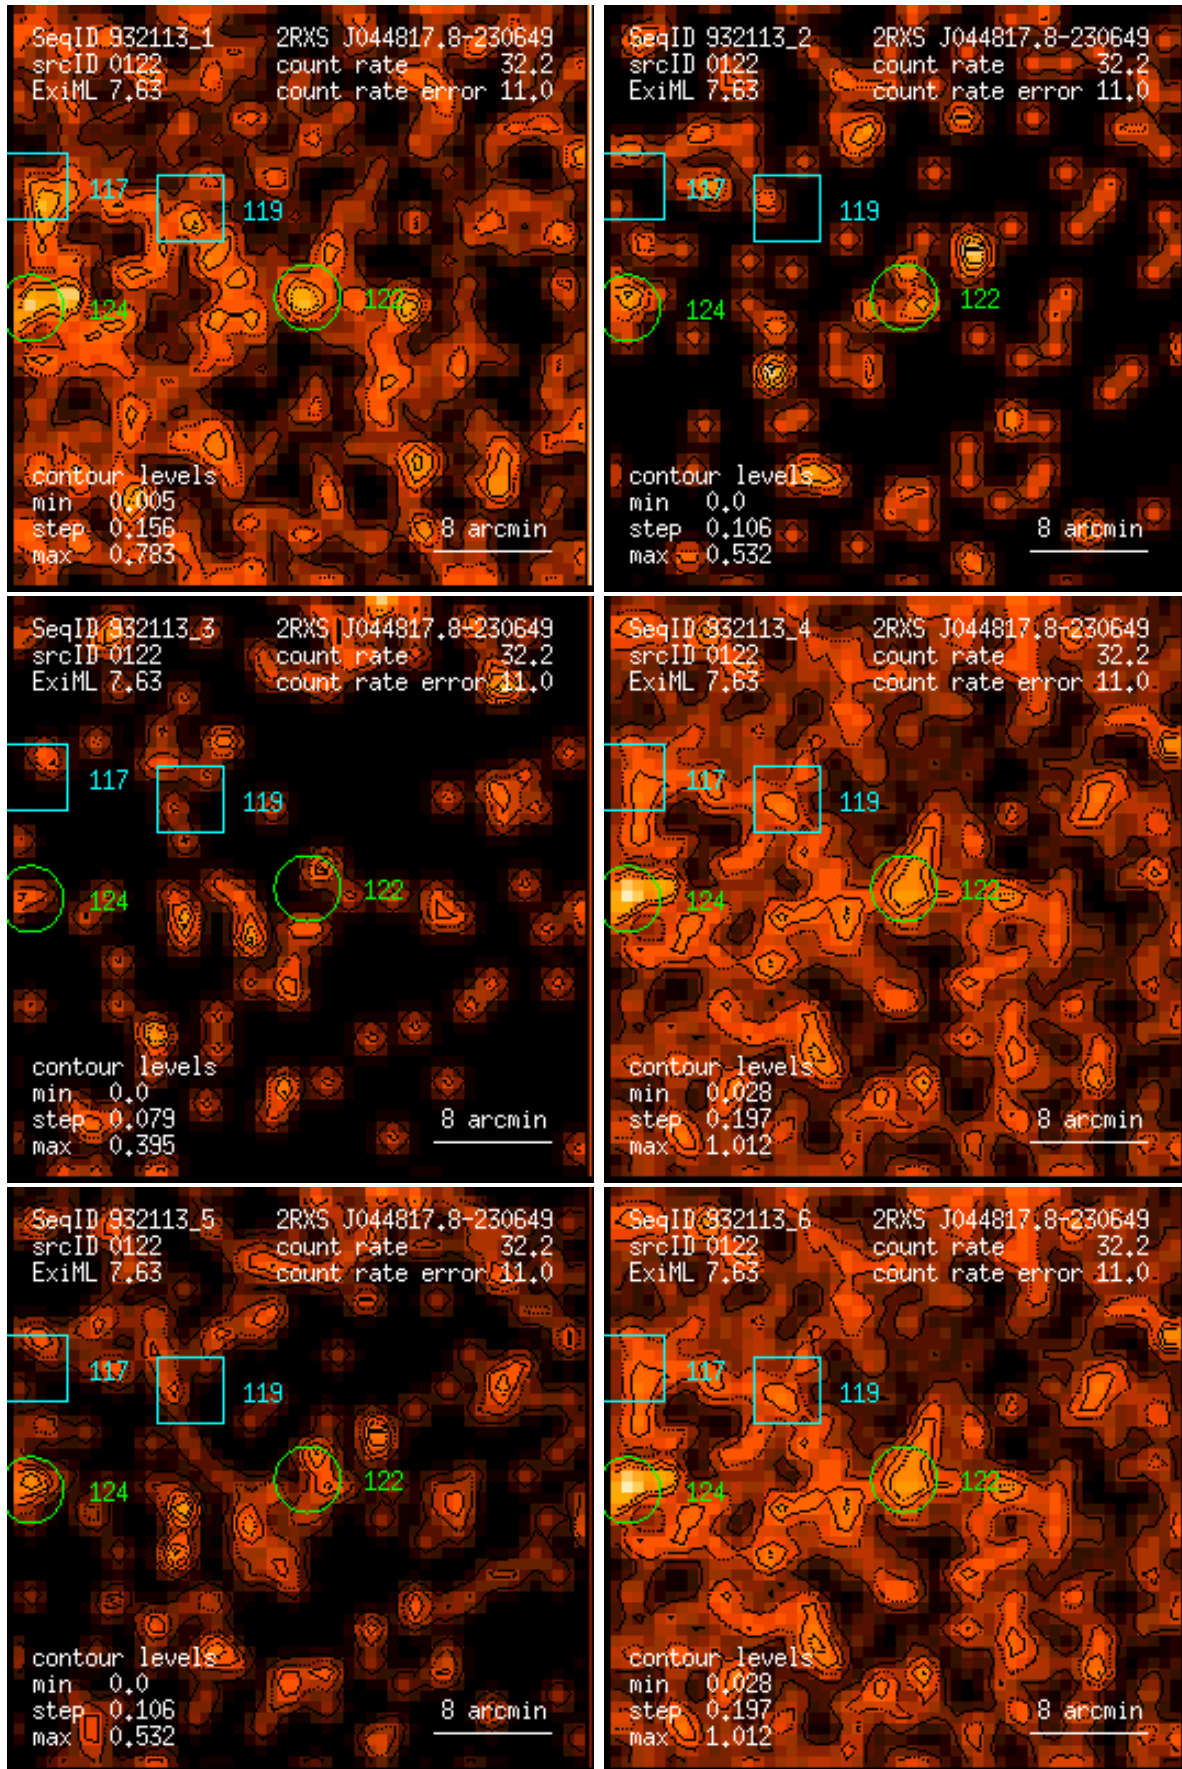 SeqID 932113_1 2RXS J044817.8-230649
srcID 0122 count rate 32.2
ExiML 7.63 count rate error 11.0
117
119
124
122
contour levels
min 0.005
step 0.156
max 0.783
8 arcmin
SeqID 932113_2 2RXS J044817.8-230649
srcID 0122 count rate 32.2
ExiML 7.63 count rate error 11.0
117
119
124
122
contour levels
min 0.0
step 0.106
max 0.532
8 arcmin
SeqID 932113_3 2RXS J044817.8-230649
srcID 0122 count rate 32.2
ExiML 7.63 count rate error 11.0
117
119
124
122
contour levels
min 0.0
step 0.079
max 0.395
8 arcmin
SeqID 932113_4 2RXS J044817.8-230649
srcID 0122 count rate 32.2
ExiML 7.63 count rate error 11.0
117
119
124
122
contour levels
min 0.028
step 0.197
max 1.012
8 arcmin
SeqID 932113_5 2RXS J044817.8-230649
srcID 0122 count rate 32.2
ExiML 7.63 count rate error 11.0
117
119
124
122
contour levels
min 0.0
step 0.106
max 0.532
8 arcmin
SeqID 932113_6 2RXS J044817.8-230649
srcID 0122 count rate 32.2
ExiML 7.63 count rate error 11.0
117
119
124
122
contour levels
min 0.028
step 0.197
max 1.012
8 arcmin